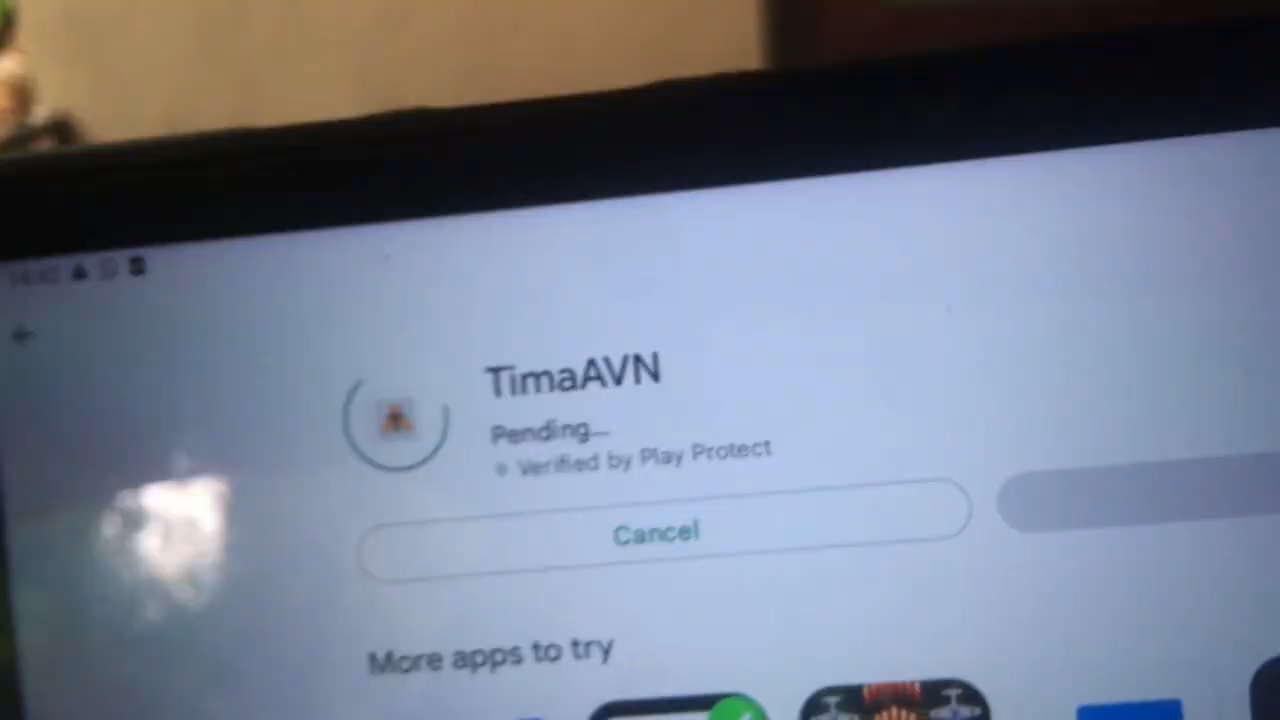 TimaAVN
Pending...
Verified by Play Protect
Cancel
More apps to try